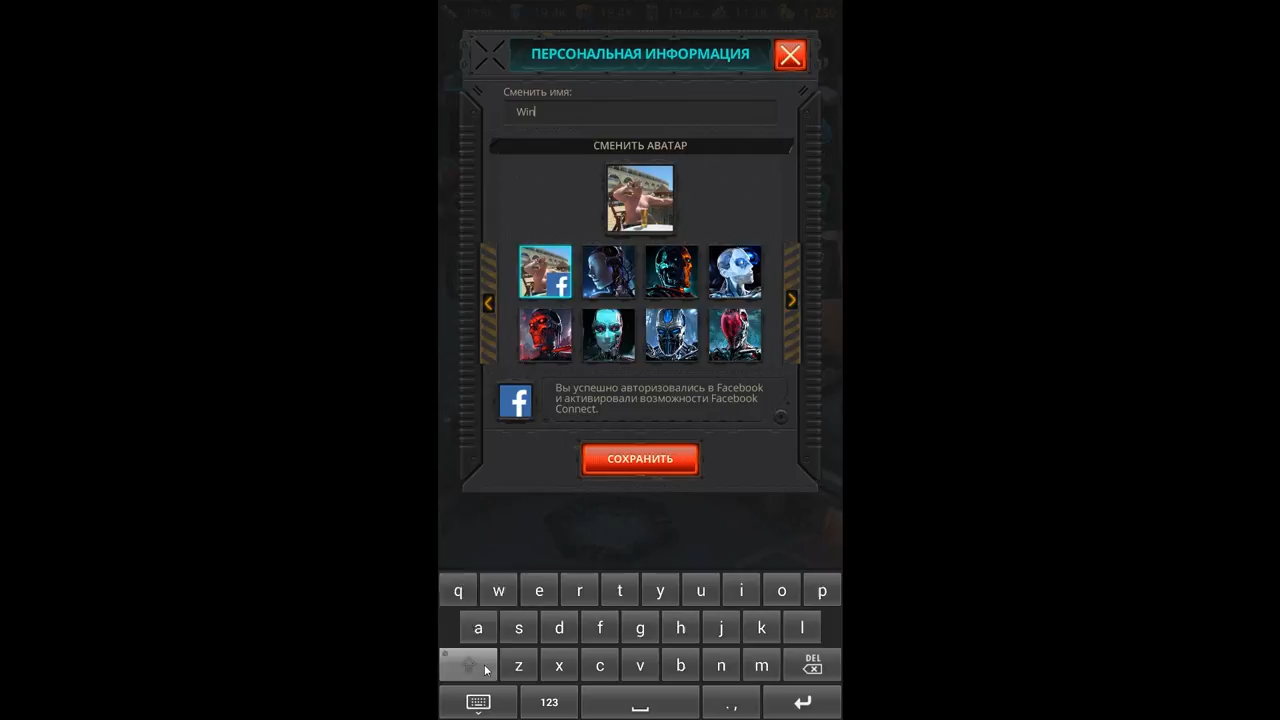 ПЕРСОНАЛЬНАЯ ИНФОРМАЦИЯ
Сменить имя:
Win
СМЕНИТЬ АВАТАР
Вы успешно авторизовались в Facebook
и активировали возможности Facebook
Connect.
СОХРАНИТЬ
q w e r t y u i o p
a s d f g h j k l
z x c v b n m DEL
123 . ,